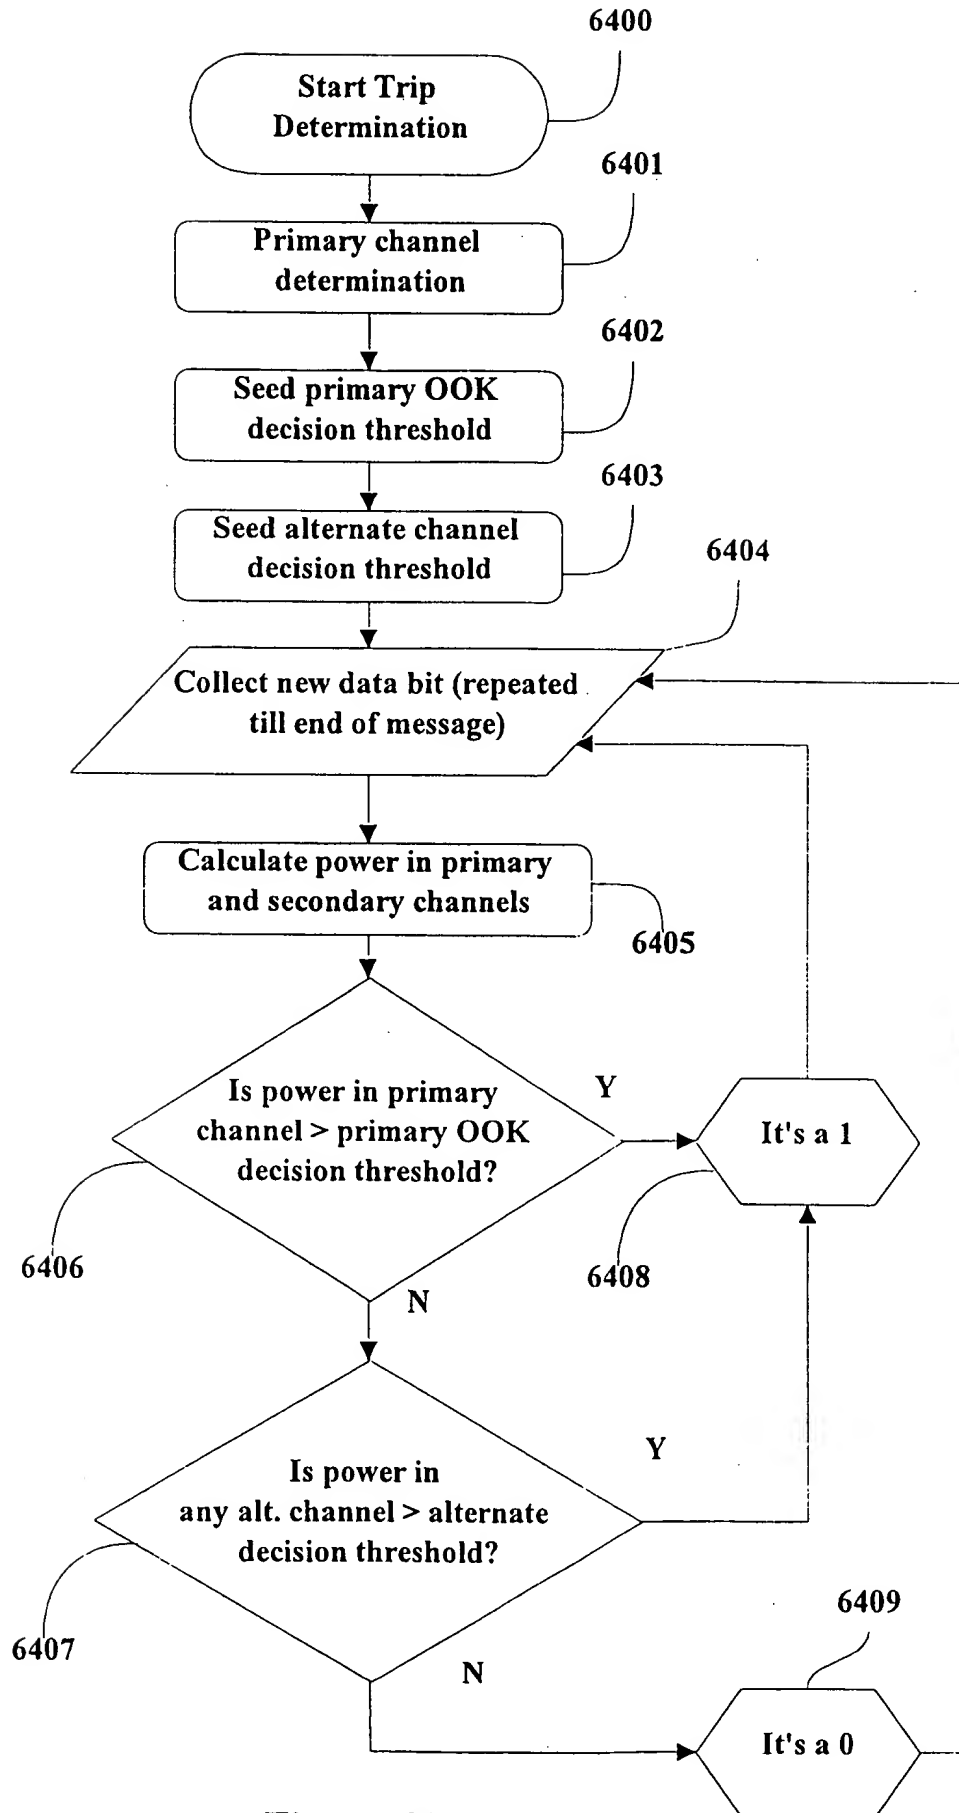 6400
Start Trip
Determination
6401
Primary channel
determination
6402
Seed primary OOK
decision threshold
6403
Seed alternate channel
decision threshold
6404
Collect new data bit (repeated
till end of message)
Calculate power in primary
and secondary channels
6405
Is power in primary
channel > primary OOK
decision threshold?
Y
It's a 1
6406
6408
N
Is power in
any alt. channel > alternate
decision threshold?
Y
6407
N
6409
It's a 0